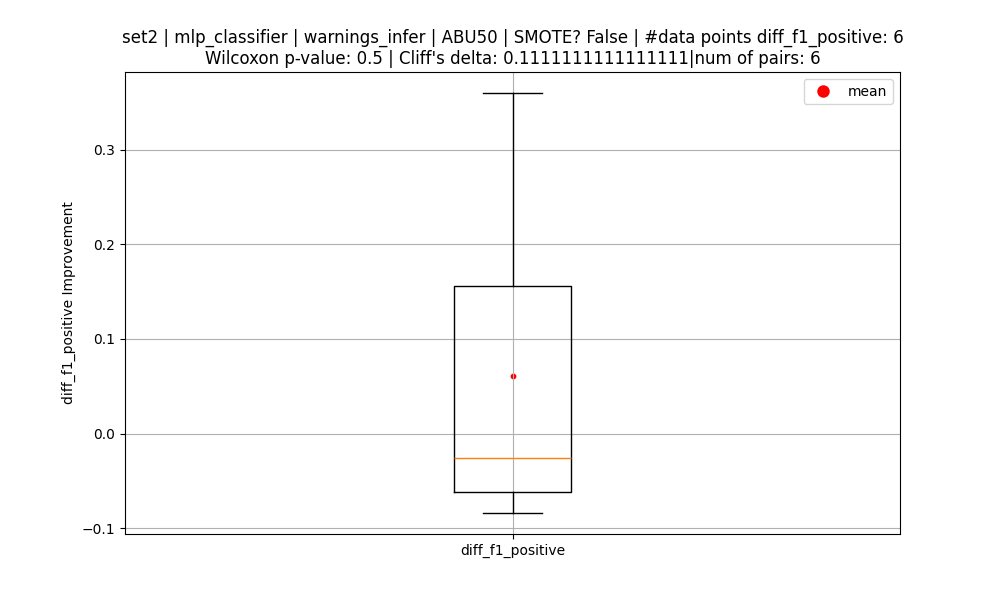 set2 | mlp_classifier | warnings_infer | ABU50 | SMOTE? False | #data points diff_f1_positive: 6
Wilcoxon p-value: 0.5 | Cliff's delta: 0.1111111111111111|num of pairs: 6
mean
0.3
0.2
0.1
0.0
−0.1
diff_f1_positive Improvement
diff_f1_positive